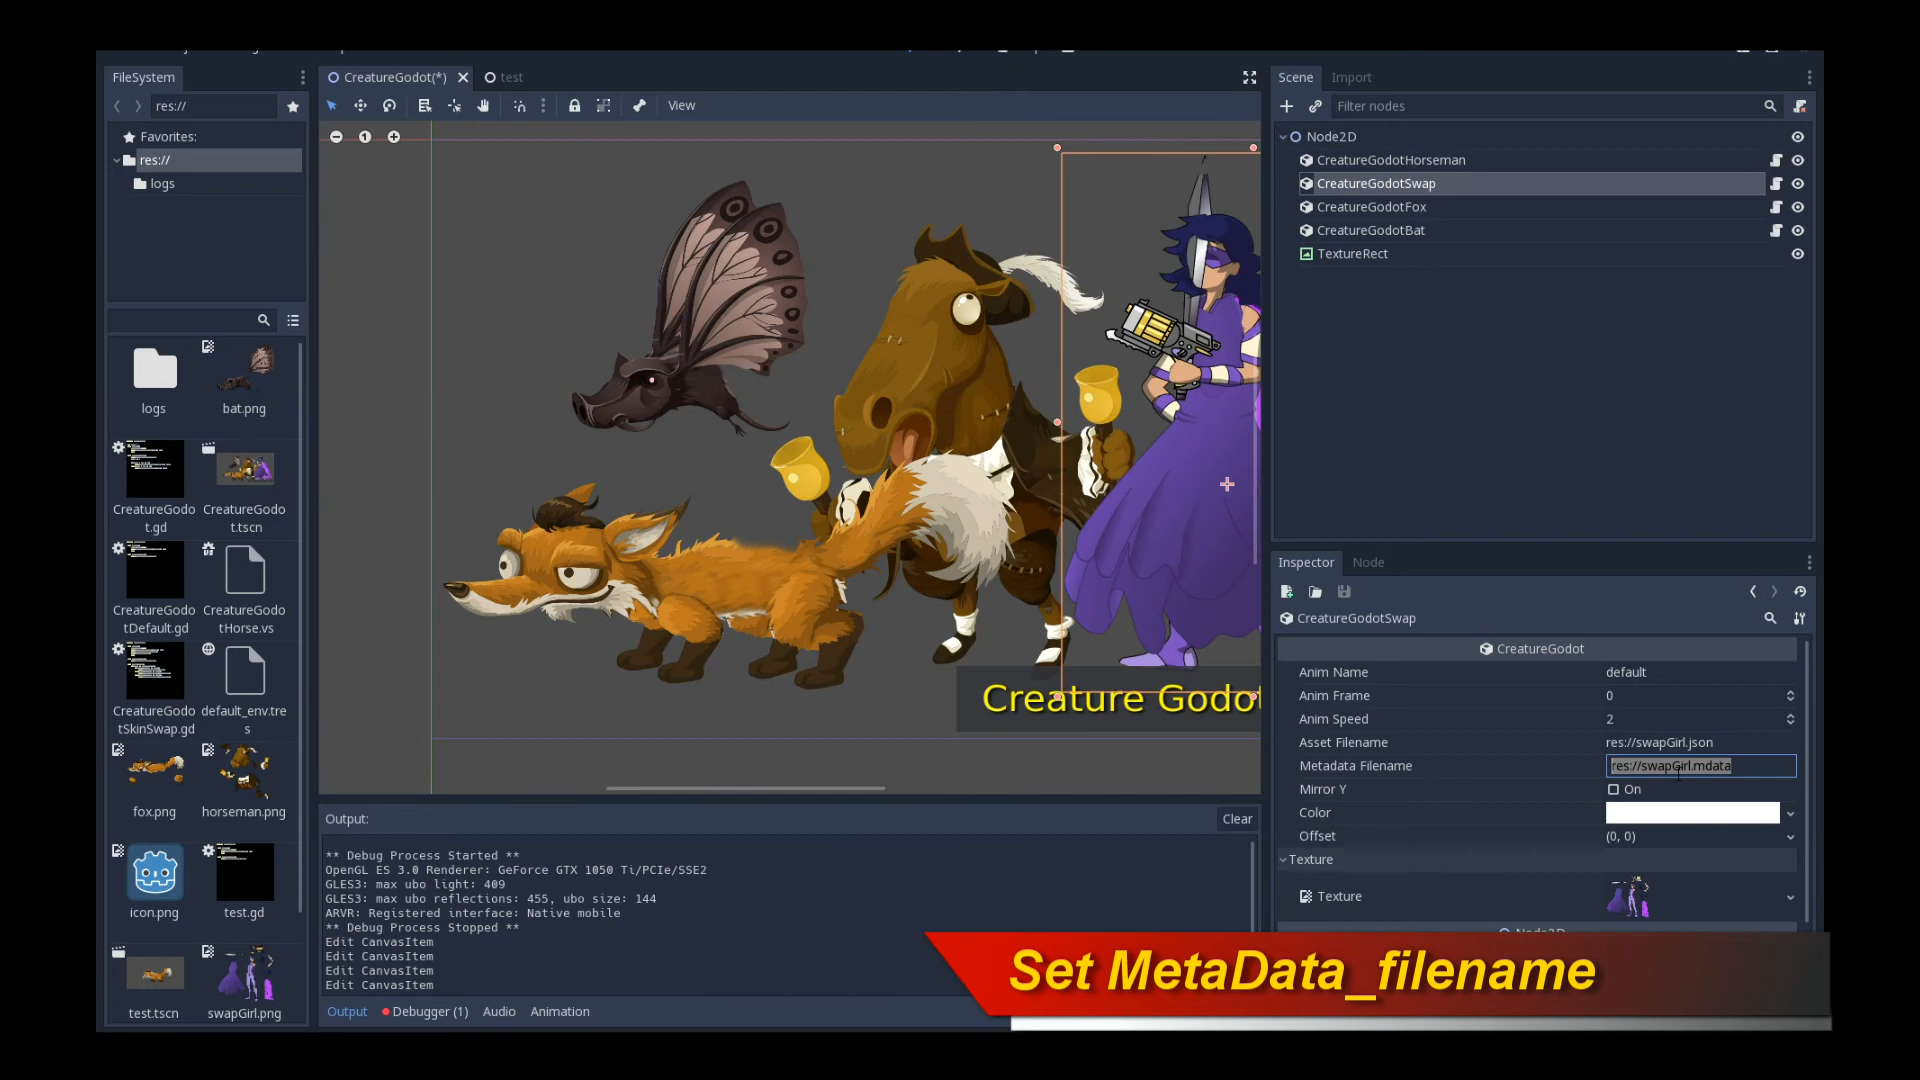 FileSystem
res://
Favorites:
res://
logs
logs
bat.png
CreatureGodo
t.gd
CreatureGodo
t.tscn
CreatureGodo
tDefault.gd
CreatureGodo
tHorse.vs
CreatureGodo
tSkinSwap.gd
default_env.tre
s
fox.png
horseman.png
icon.png
test.gd
test.tscn
swapGirl.png
CreatureGodot(*)
test
View
1
Creature Godot
Output:
Clear
** Debug Process Started **
OpenGL ES 3.0 Renderer: GeForce GTX 1050 Ti/PCIe/SSE2
GLES3: max ubo light: 409
GLES3: max ubo reflections: 455, ubo size: 144
ARVR: Registered interface: Native mobile
** Debug Process Stopped **
Edit CanvasItem
Edit CanvasItem
Edit CanvasItem
Edit CanvasItem
Output
Debugger (1)
Audio
Animation
Scene
Import
Filter nodes
Node2D
CreatureGodotHorseman
CreatureGodotSwap
CreatureGodotFox
CreatureGodotBat
TextureRect
Inspector
Node
CreatureGodotSwap
CreatureGodot
Anim Name default
Anim Frame 0
Anim Speed 2
Asset Filename res://swapGirl.json
Metadata Filename res://swapGirl.mdata
Mirror Y On
Color
Offset (0, 0)
Texture
Texture
Set MetaData_filename